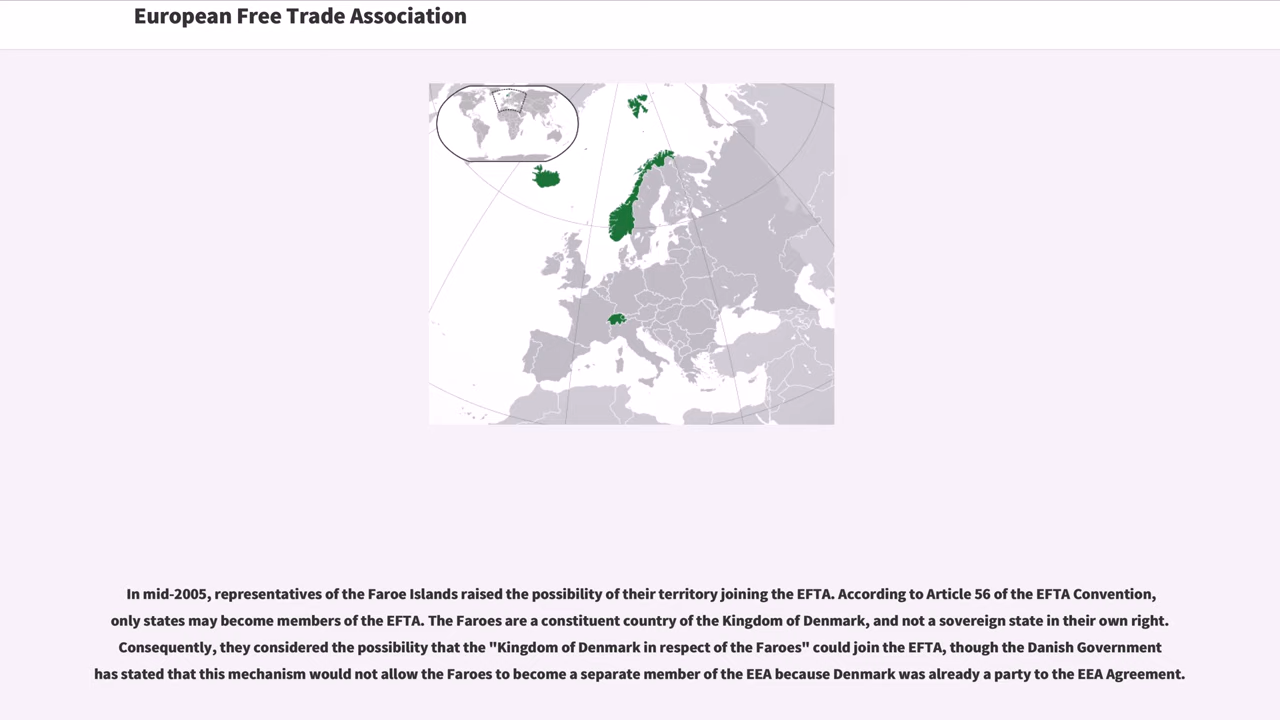 European Free Trade Association
In mid-2005, representatives of the Faroe Islands raised the possibility of their territory joining the EFTA. According to Article 56 of the EFTA Convention,
only states may become members of the EFTA. The Faroes are a constituent country of the Kingdom of Denmark, and not a sovereign state in their own right.
Consequently, they considered the possibility that the "Kingdom of Denmark in respect of the Faroes" could join the EFTA, though the Danish Government
has stated that this mechanism would not allow the Faroes to become a separate member of the EEA because Denmark was already a party to the EEA Agreement.